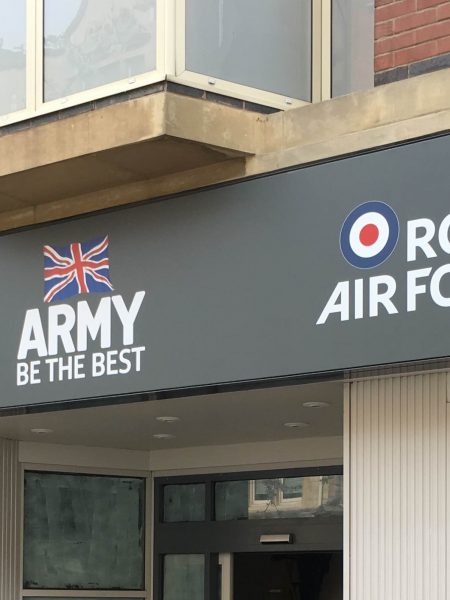 ARMY
BE THE BEST
RO
AIR FO